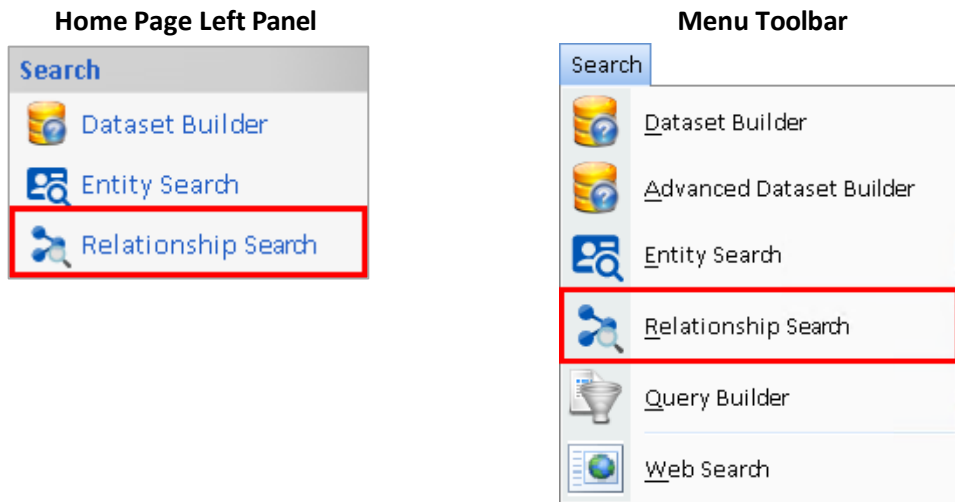 Home Page Left Panel
Search
Dataset Builder
Entity Search
Relationship Search
Menu Toolbar
Search
Dataset Builder
Advanced Dataset Builder
Entity Search
Relationship Search
Query Builder
Web Search